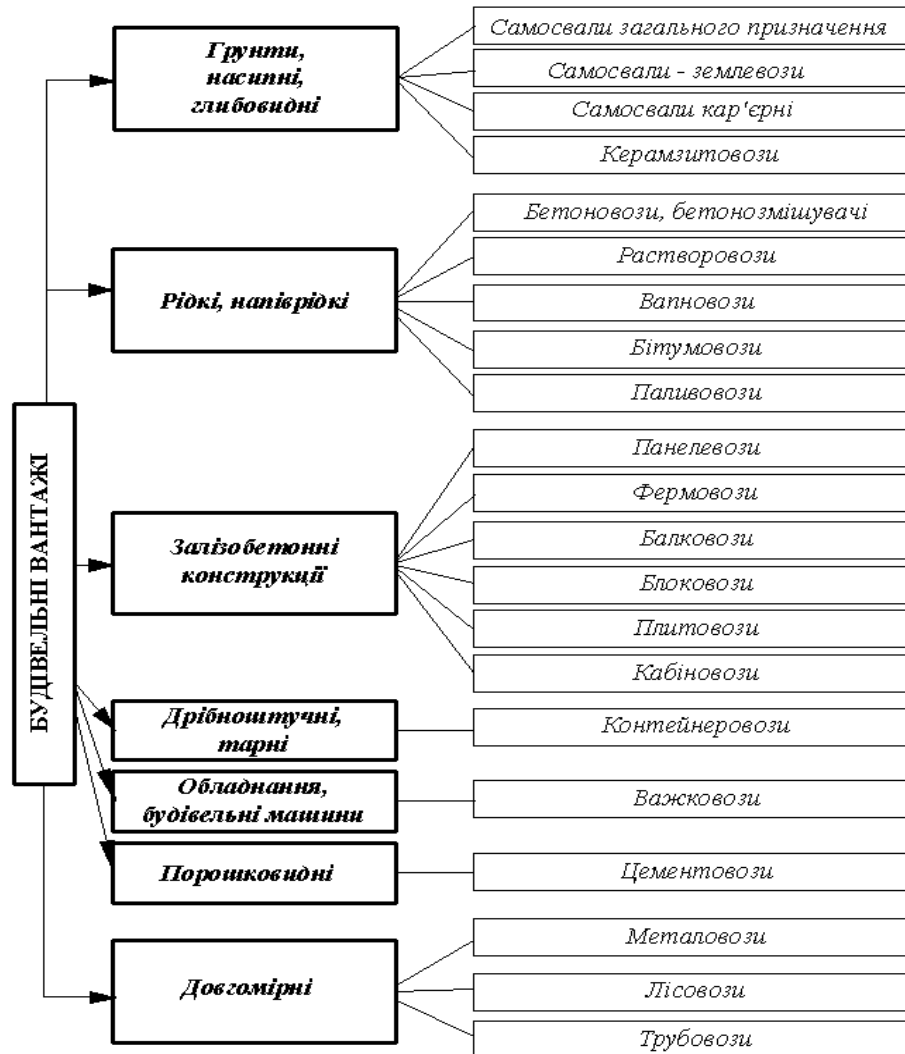 БУДІВЕЛЬНІ ВАНТАЖІ
Грунти,
насипні,
глибовидні
Самосвали загального призначення
Самосвали - землевози
Самосвали кар'єрні
Керамзитовози
Рідкі, напіврідкі
Бетоновози, бетонозмішувачі
Растворовози
Вапновози
Бітумовози
Паливовози
Залізобетонні
конструкції
Панелевози
Фермовози
Балковози
Блоковози
Плитовози
Кабіновози
Дрібноштучні,
тарні
Контейнеровози
Обладнання,
будівельні машини
Важковози
Порошковидні
Цементовози
Довгомірні
Металовози
Лісовози
Трубовози